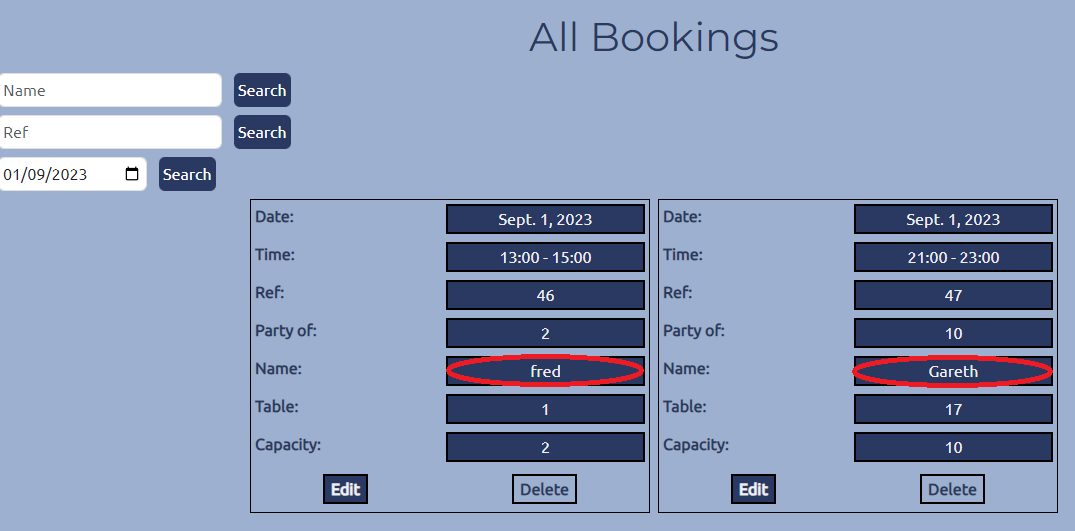 All Bookings
Name Search
Ref Search
01/09/2023 Search
Date: Sept. 1, 2023
Time: 13:00 - 15:00
Ref: 46
Party of: 2
Name: fred
Table: 1
Capacity: 2
Edit Delete
Date: Sept. 1, 2023
Time: 21:00 - 23:00
Ref: 47
Party of: 10
Name: Gareth
Table: 17
Capacity: 10
Edit Delete